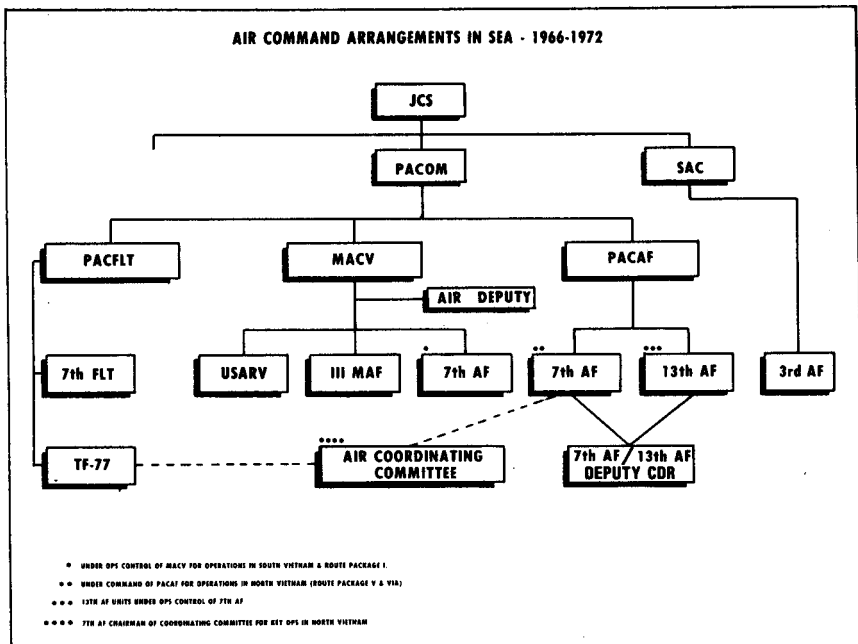 AIR COMMAND ARRANGEMENTS IN SEA - 1966-1972
JCS
PACOM
SAC
PACFLT
MACV
PACAF
AIR DEPUTY
7th FLT
USARV
III MAF
• 7th AF
•• 7th AF
••• 13th AF
3rd AF
TF-77
••••
AIR COORDINATING
COMMITTEE
7th AF / 13th AF
DEPUTY CDR
• UNDER OPS CONTROL OF MACV FOR OPERATIONS IN SOUTH VIETNAM & ROUTE PACKAGE I.
•• UNDER COMMAND OF PACAF FOR OPERATIONS IN NORTH VIETNAM (ROUTE PACKAGE V & VIA)
••• 13TH AF UNITS UNDER OPS CONTROL OF 7TH AF
•••• 7TH AF CHAIRMAN OF COORDINATING COMMITTEE FOR KEY OPS IN NORTH VIETNAM